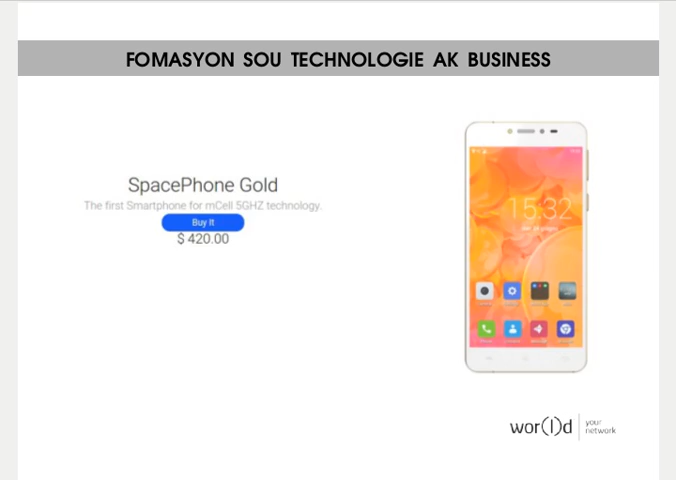 FOMASYON SOU TECHNOLOGIE AK BUSINESS
SpacePhone Gold
The first Smartphone for mCell 5GHZ technology.
Buy It
$ 420.00
15:32
wor(l)d
your
network